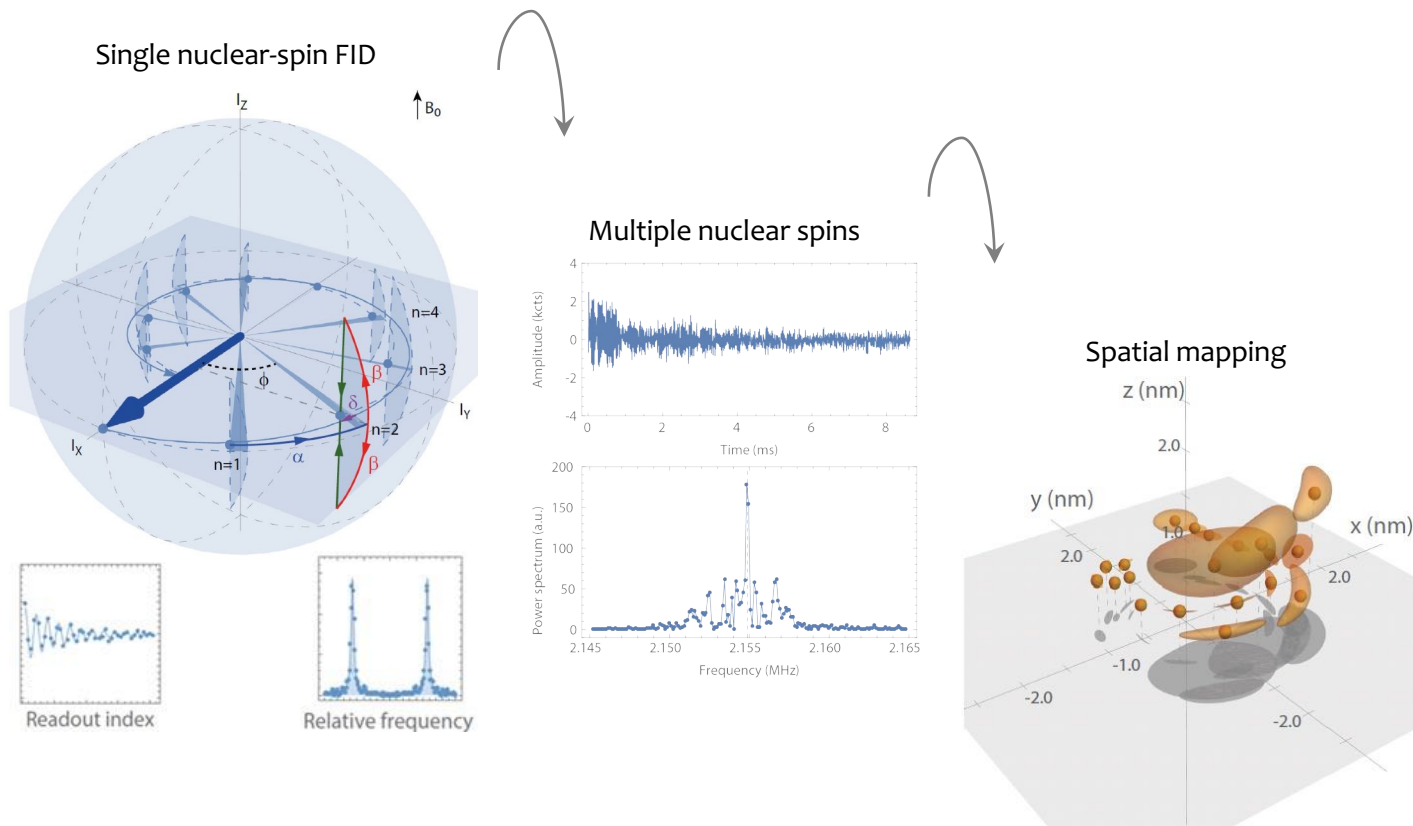 Single nuclear-spin FID
I_Z
B_0
n=4
n=3
β
ϕ
δ
I_Y
n=2
I_X
n=1
α
β
Readout index
Relative frequency
Multiple nuclear spins
Amplitude (kcts)
4
2
0
-2
-4
0 2 4 6 8
Time (ms)
Power spectrum (a.u.)
200
150
100
50
0
2.145 2.150 2.155 2.160 2.165
Frequency (MHz)
Spatial mapping
z (nm)
2.0
y (nm)
x (nm)
1.0
2.0
2.0
-1.0
-2.0
-2.0